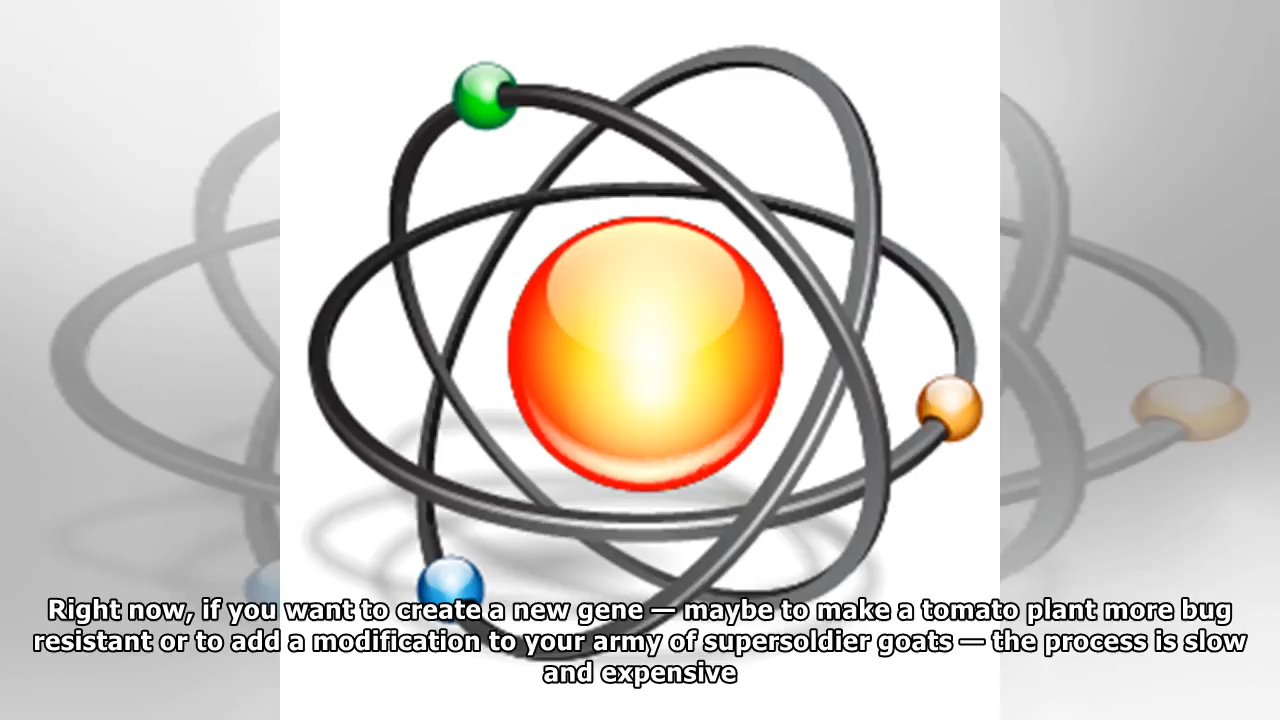 Right now, if you want to create a new gene — maybe to make a tomato plant more bug
resistant or to add a modification to your army of supersoldier goats — the process is slow
and expensive